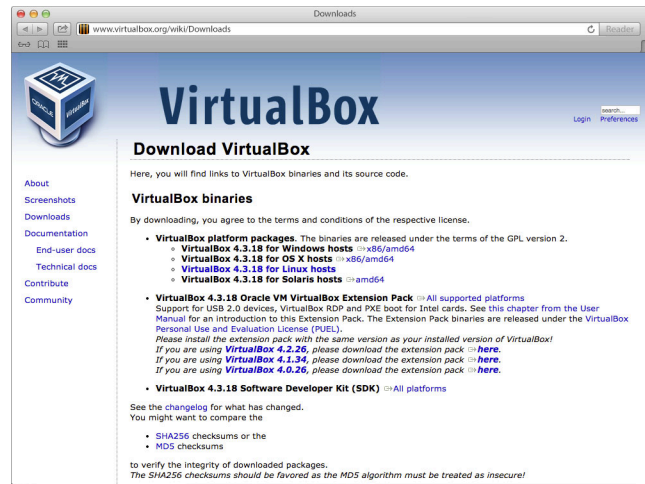 Downloads
www.virtualbox.org/wiki/Downloads
Reader
ORACLE
VirtualBox
VirtualBox
search...
Login Preferences
About
Screenshots
Downloads
Documentation
End-user docs
Technical docs
Contribute
Community
Download VirtualBox
Here, you will find links to VirtualBox binaries and its source code.
VirtualBox binaries
By downloading, you agree to the terms and conditions of the respective license.
• VirtualBox platform packages. The binaries are released under the terms of the GPL version 2.
VirtualBox 4.3.18 for Windows hosts x86/amd64
VirtualBox 4.3.18 for OS X hosts x86/amd64
VirtualBox 4.3.18 for Linux hosts
VirtualBox 4.3.18 for Solaris hosts amd64
• VirtualBox 4.3.18 Oracle VM VirtualBox Extension Pack All supported platforms
Support for USB 2.0 devices, VirtualBox RDP and PXE boot for Intel cards. See this chapter from the User
Manual for an introduction to this Extension Pack. The Extension Pack binaries are released under the VirtualBox
Personal Use and Evaluation License (PUEL).
Please install the extension pack with the same version as your installed version of VirtualBox!
If you are using VirtualBox 4.2.26, please download the extension pack here.
If you are using VirtualBox 4.1.34, please download the extension pack here.
If you are using VirtualBox 4.0.26, please download the extension pack here.
• VirtualBox 4.3.18 Software Developer Kit (SDK) All platforms
See the changelog for what has changed.
You might want to compare the
• SHA256 checksums or the
• MD5 checksums
to verify the integrity of downloaded packages.
The SHA256 checksums should be favored as the MD5 algorithm must be treated as insecure!